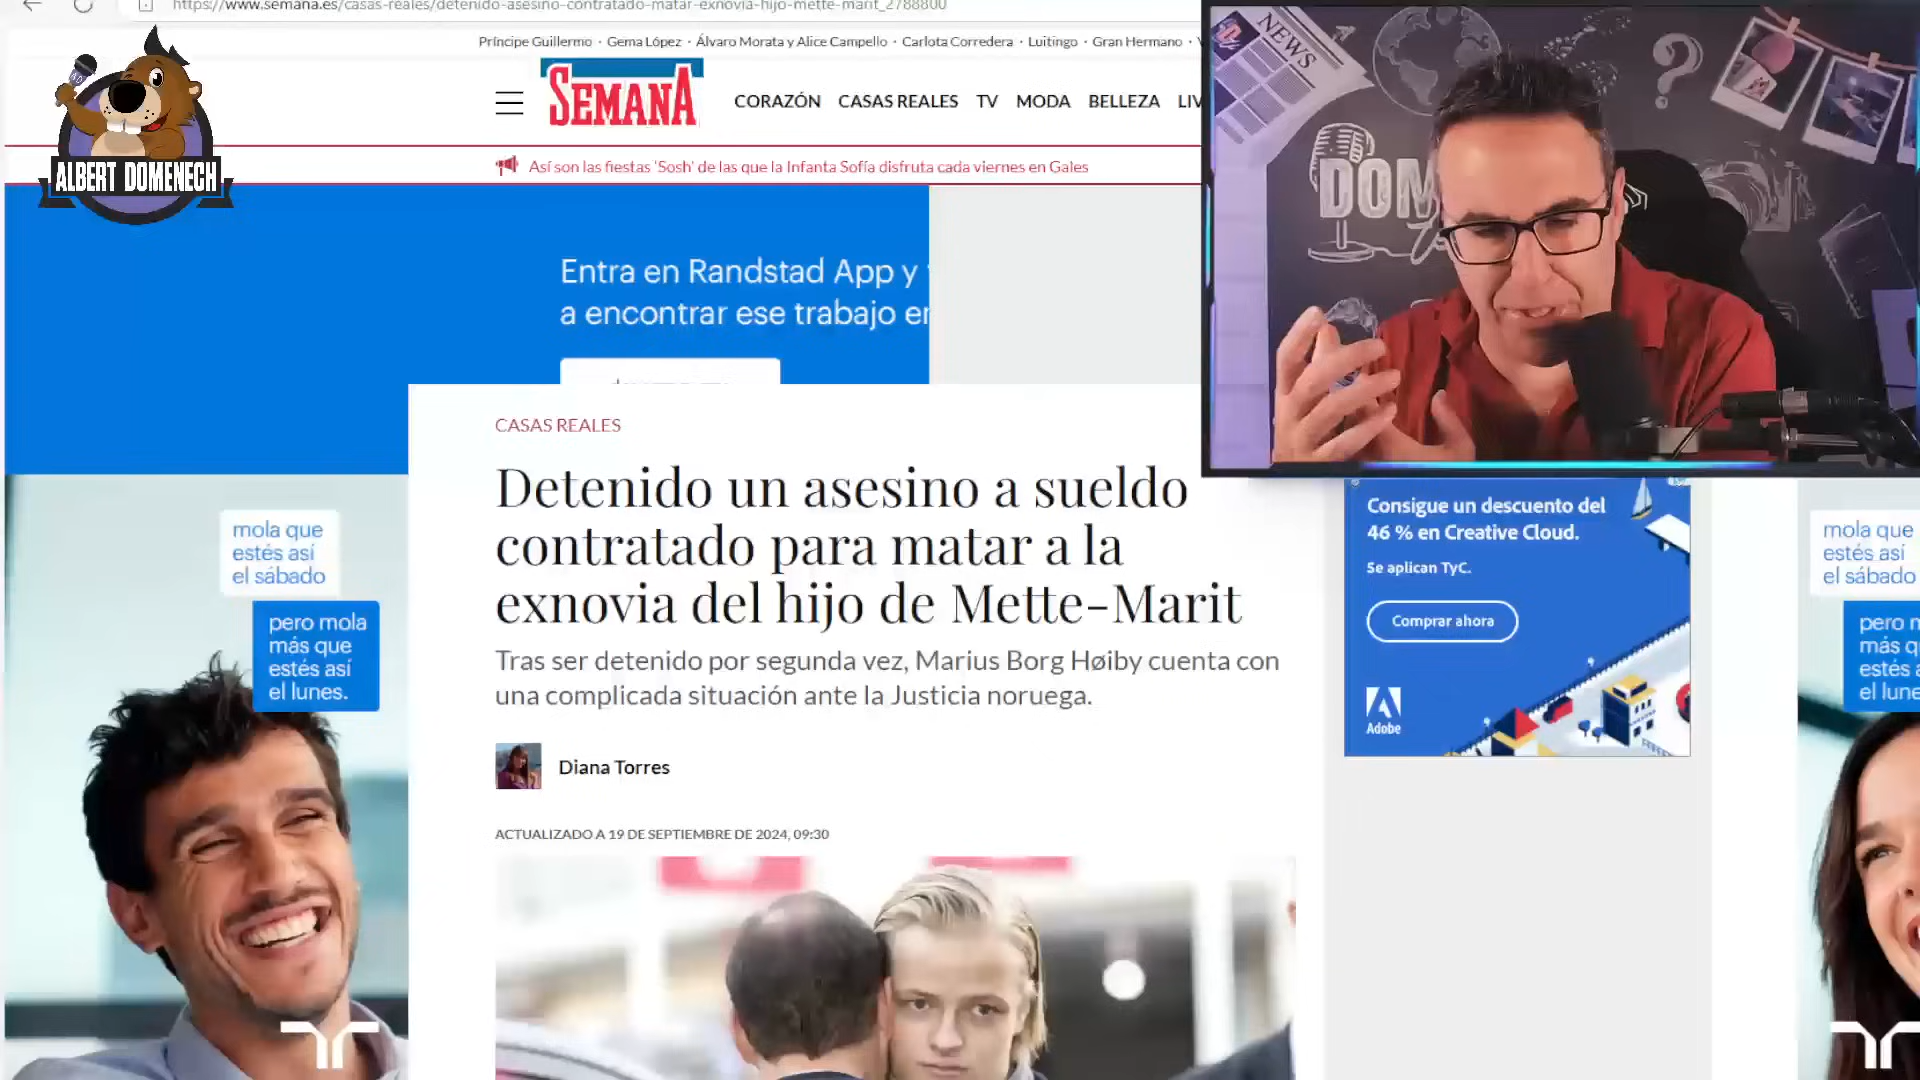 https://www.semana.es/casas-reales/detenido-asesino-contratado-matar-exnovia-hijo-mette-marit_2788800
Príncipe Guillermo · Gema López · Álvaro Morata y Alice Campello · Carlota Corredera · Luitingo · Gran Hermano ·
ALBERT DOMENECH
SEMANA
CORAZÓN CASAS REALES TV MODA BELLEZA LIV
NEWS
DOM
Así son las fiestas 'Sosh' de las que la Infanta Sofía disfruta cada viernes en Gales
Entra en Randstad App y
a encontrar ese trabajo en
CASAS REALES
Detenido un asesino a sueldo
contratado para matar a la
exnovia del hijo de Mette-Marit
Tras ser detenido por segunda vez, Marius Borg Høiby cuenta con
una complicada situación ante la Justicia noruega.
Diana Torres
ACTUALIZADO A 19 DE SEPTIEMBRE DE 2024, 09:30
mola que
estés así
el sábado
pero mola
más que
estés así
el lunes.
Consigue un descuento del
46 % en Creative Cloud.
Se aplican TyC.
Comprar ahora
Adobe
mola que
estés así
el sábado
pero m
más q
estés a
el lune